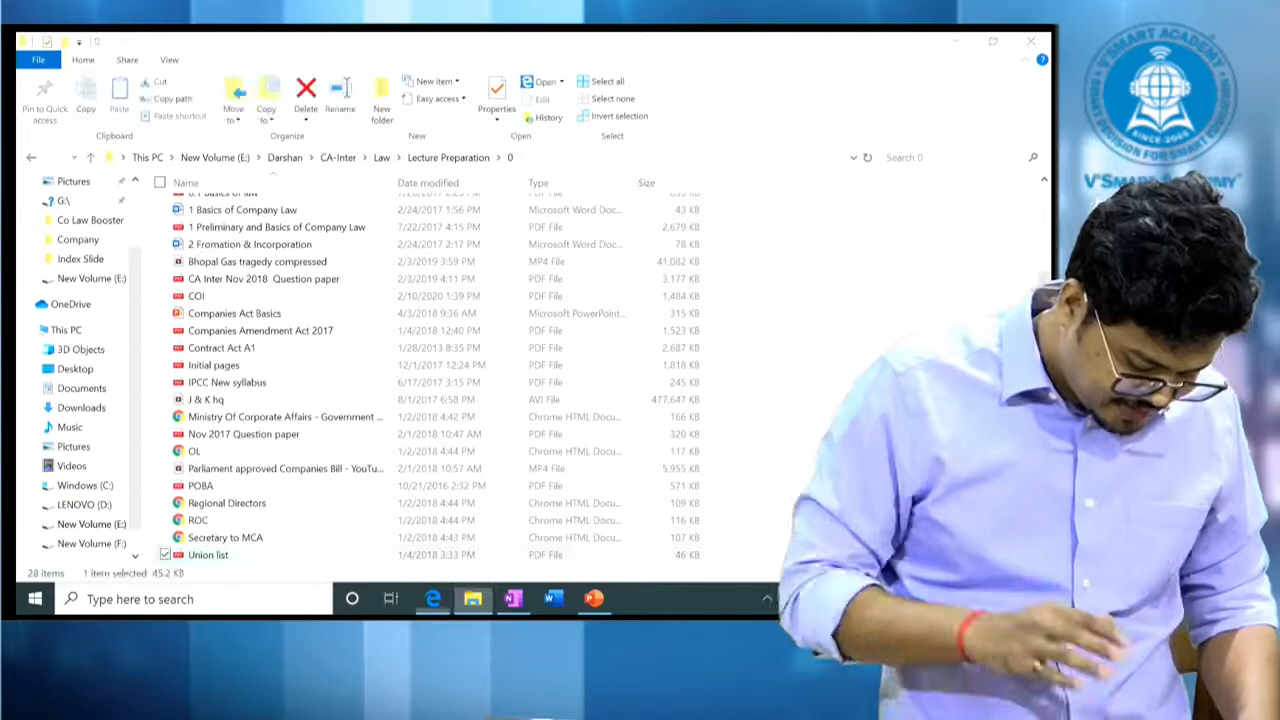 File Home Share View
Pin to Quick access
Copy
Paste
Cut
Copy path
Paste shortcut
Clipboard
Move to
Copy to
Delete
Rename
Organize
New folder
New item
Easy access
New
Properties
Open
Edit
History
Open
Select all
Select none
Invert selection
Select
This PC > New Volume (E:) > Darshan > CA-Inter > Law > Lecture Preparation > 0
Search 0
Pictures
G:\
Co Law Booster
Company
Index Slide
New Volume (E:)
OneDrive
This PC
3D Objects
Desktop
Documents
Downloads
Music
Pictures
Videos
Windows (C:)
LENOVO (D:)
New Volume (E:)
New Volume (F:)
Name Date modified Type Size
1 Basics of Company Law 2/24/2017 1:56 PM Microsoft Word Doc... 43 KB
1 Preliminary and Basics of Company Law 7/22/2017 4:15 PM PDF File 2,679 KB
2 Fromation & Incorporation 2/24/2017 2:17 PM Microsoft Word Doc... 78 KB
Bhopal Gas tragedy compressed 2/3/2019 3:59 PM MP4 File 41,082 KB
CA Inter Nov 2018 Question paper 2/3/2019 4:11 PM PDF File 3,177 KB
COI 2/10/2020 1:39 PM PDF File 1,404 KB
Companies Act Basics 4/3/2018 9:36 AM Microsoft PowerPoint... 315 KB
Companies Amendment Act 2017 1/4/2018 12:40 PM PDF File 1,523 KB
Contract Act A1 1/28/2013 8:35 PM PDF File 2,687 KB
Initial pages 12/1/2017 12:24 PM PDF File 1,818 KB
IPCC New syllabus 6/17/2017 3:15 PM PDF File 245 KB
J & K hq 8/1/2017 6:58 PM AVI File 477,647 KB
Ministry Of Corporate Affairs - Government ... 1/2/2018 4:42 PM Chrome HTML Docu... 166 KB
Nov 2017 Question paper 2/1/2018 10:47 AM PDF File 320 KB
OL 1/2/2018 4:44 PM Chrome HTML Docu... 117 KB
Parliament approved Companies Bill - YouTu... 2/1/2018 10:57 AM MP4 File 5,955 KB
POBA 10/21/2016 2:32 PM PDF File 571 KB
Regional Directors 1/2/2018 4:44 PM Chrome HTML Docu... 109 KB
ROC 1/2/2018 4:44 PM Chrome HTML Docu... 116 KB
Secretary to MCA 1/2/2018 4:43 PM Chrome HTML Docu... 107 KB
Union list 1/4/2018 3:33 PM PDF File 46 KB
28 items 1 item selected 45.2 KB
Type here to search
V'SMART ACADEMY
SINCE-2005
V'SMART ACADEMY